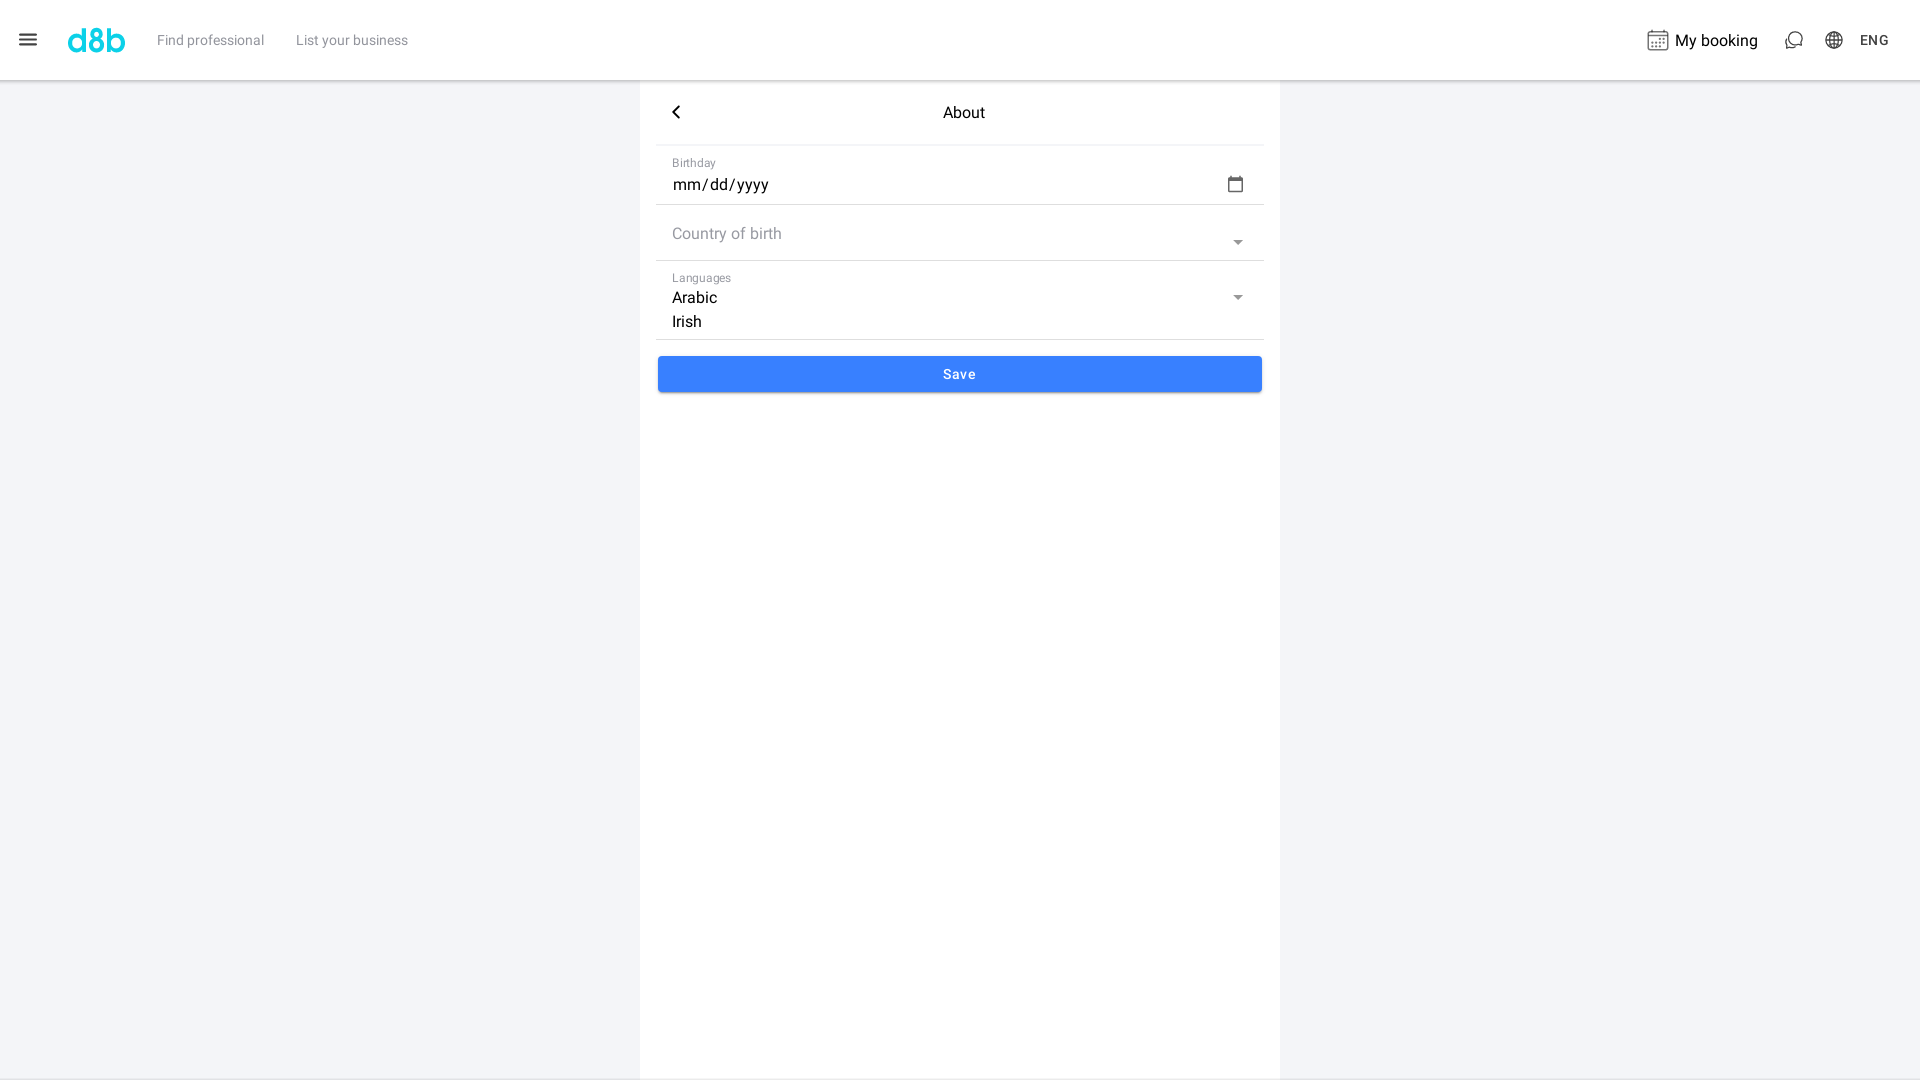 d8b
Find professional
List your business
My booking
ENG
About
Birthday
mm/dd/yyyy
Country of birth
Languages
Arabic
Irish
Save